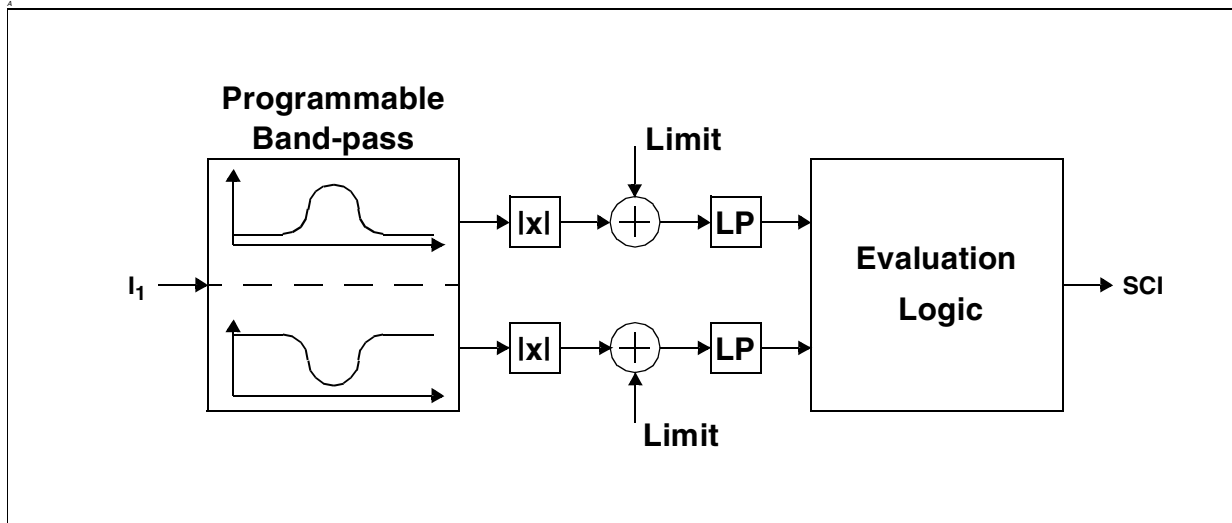 A
Programmable
Band-pass
Limit
|x|
LP
Evaluation
Logic
I1
SCI
|x|
LP
Limit